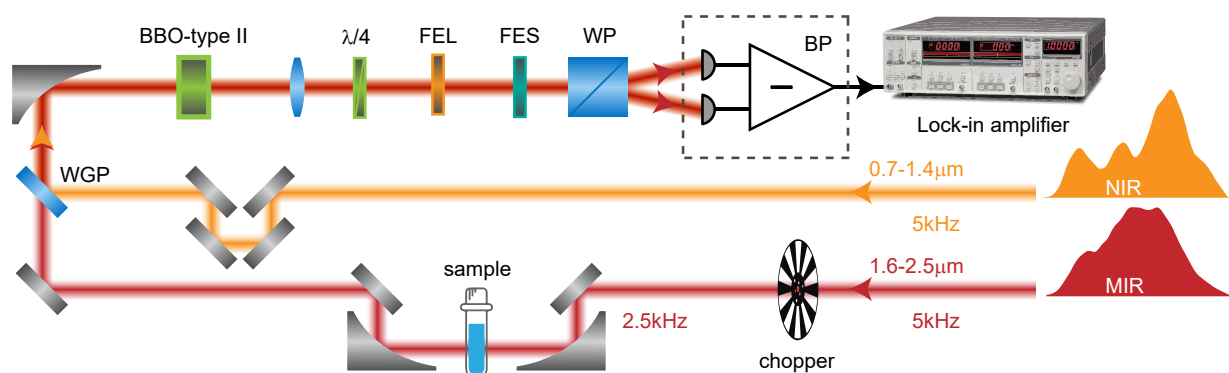 BBO-type II
λ/4
FEL
FES
WP
BP
Lock-in amplifier
WGP
0.7-1.4μm
NIR
5kHz
sample
1.6-2.5μm
MIR
2.5kHz
5kHz
chopper